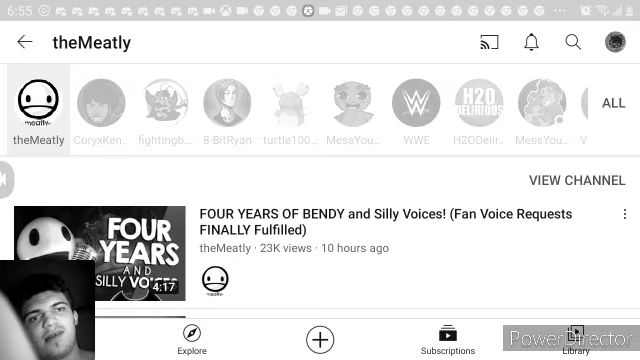 6:55
theMeatly
meatly
WWE
H2O
DELIRIOUS
ALL
theMeatly CoryxKen... fightingb... 8-BitRyan turtle100... MessYou... WWE H2ODelir... MessYou... V
VIEW CHANNEL
FOUR
YEARS
AND
SILLY VOICES
4:17
FOUR YEARS OF BENDY and Silly Voices! (Fan Voice Requests
FINALLY Fulfilled)
theMeatly · 23K views · 10 hours ago
Explore
Subscriptions
Library
PowerDirector